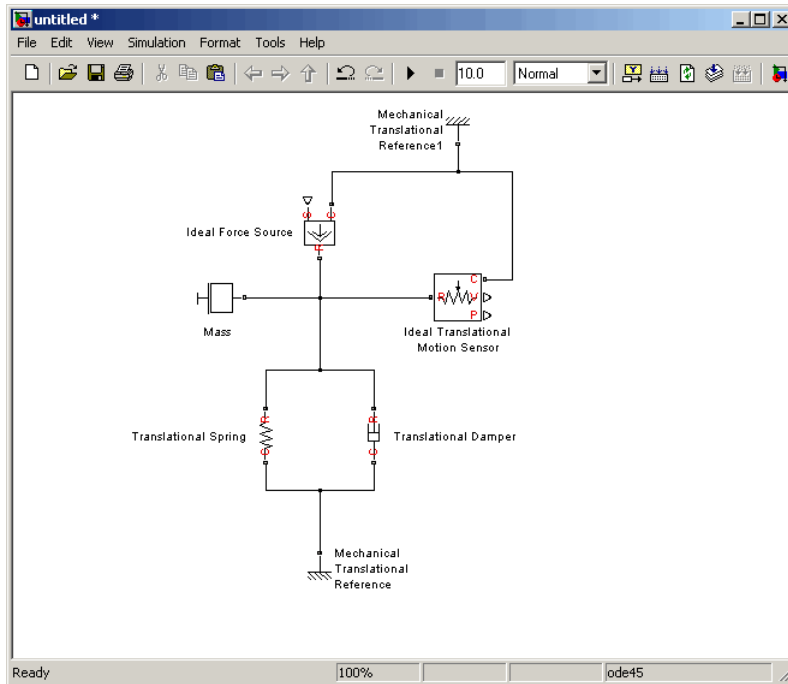 untitled *
File Edit View Simulation Format Tools Help
10.0 Normal
Mechanical
Translational
Reference1
S C
Ideal Force Source
R
C
R V
P
Mass
Ideal Translational
Motion Sensor
R R
Translational Spring
Translational Damper
C C
Mechanical
Translational
Reference
Ready 100% ode45